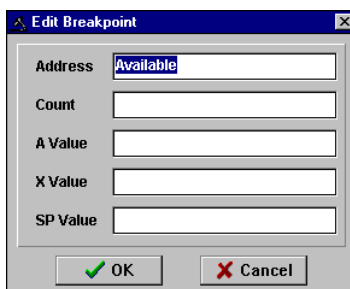 Edit Breakpoint
Address Available
Count
A Value
X Value
SP Value
OK Cancel